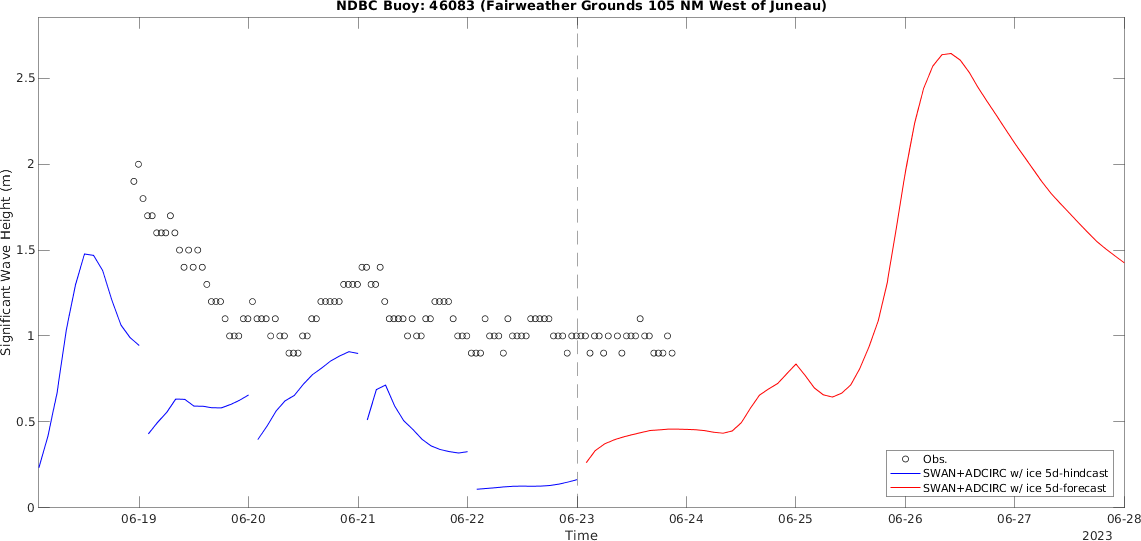 NDBC Buoy: 46083 (Fairweather Grounds 105 NM West of Juneau)
Significant Wave Height (m)
2.5
2
1.5
1
0.5
0
Obs.
SWAN+ADCIRC w/ ice 5d-hindcast
SWAN+ADCIRC w/ ice 5d-forecast
06-19 06-20 06-21 06-22 06-23 06-24 06-25 06-26 06-27 06-28
Time
2023